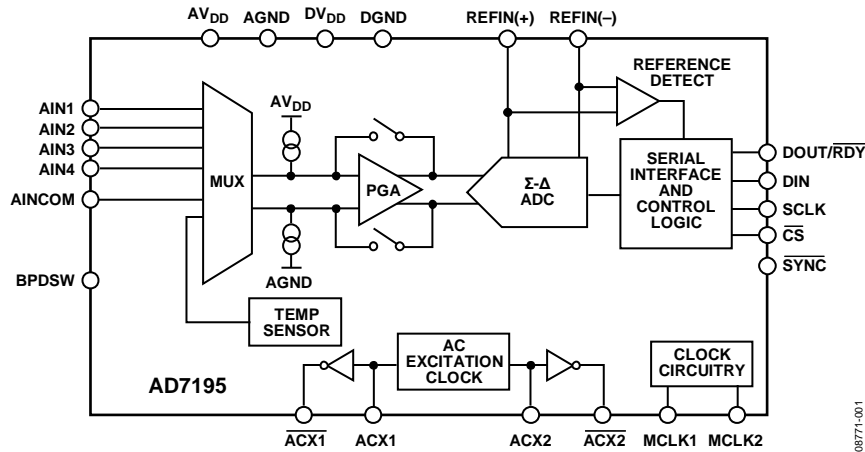 AVDD AGND DVDD DGND REFIN(+) REFIN(–)
REFERENCE
DETECT
AIN1
AIN2
AIN3
AIN4
AINCOM
BPDSW
MUX
AVDD
AGND
PGA
Σ-Δ
ADC
SERIAL
INTERFACE
AND
CONTROL
LOGIC
DOUT/RDY
DIN
SCLK
CS
SYNC
TEMP
SENSOR
AC
EXCITATION
CLOCK
CLOCK
CIRCUITRY
AD7195
ACX1 ACX1 ACX2 ACX2 MCLK1 MCLK2
08771-001